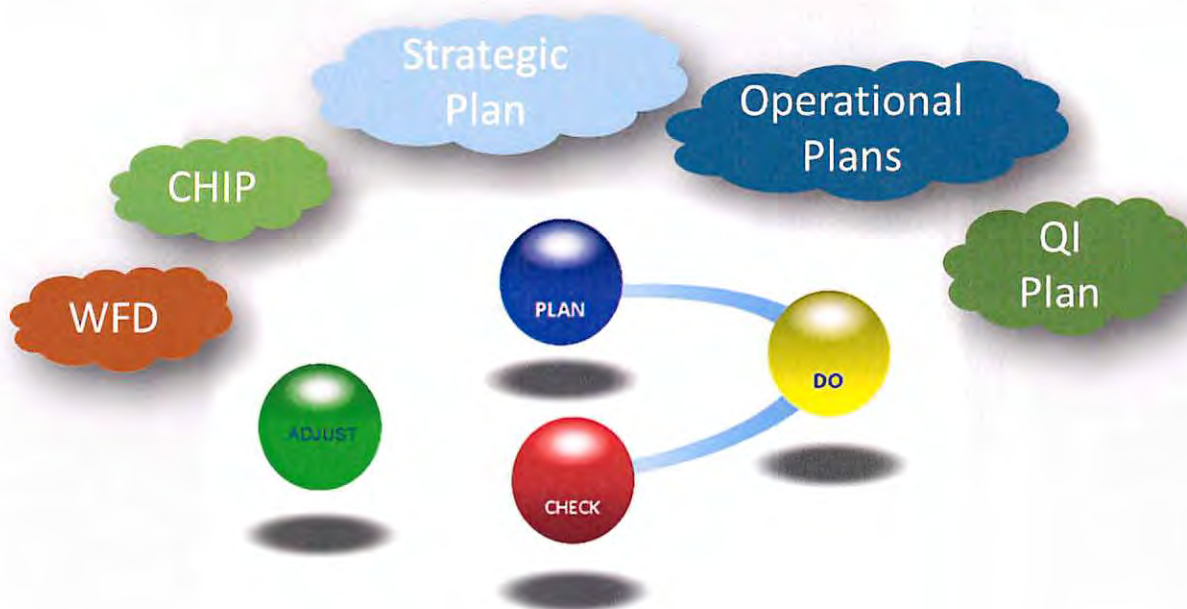 Strategic
Plan
Operational
Plans
CHIP
QI
Plan
WFD
PLAN
DO
ADJUST
CHECK